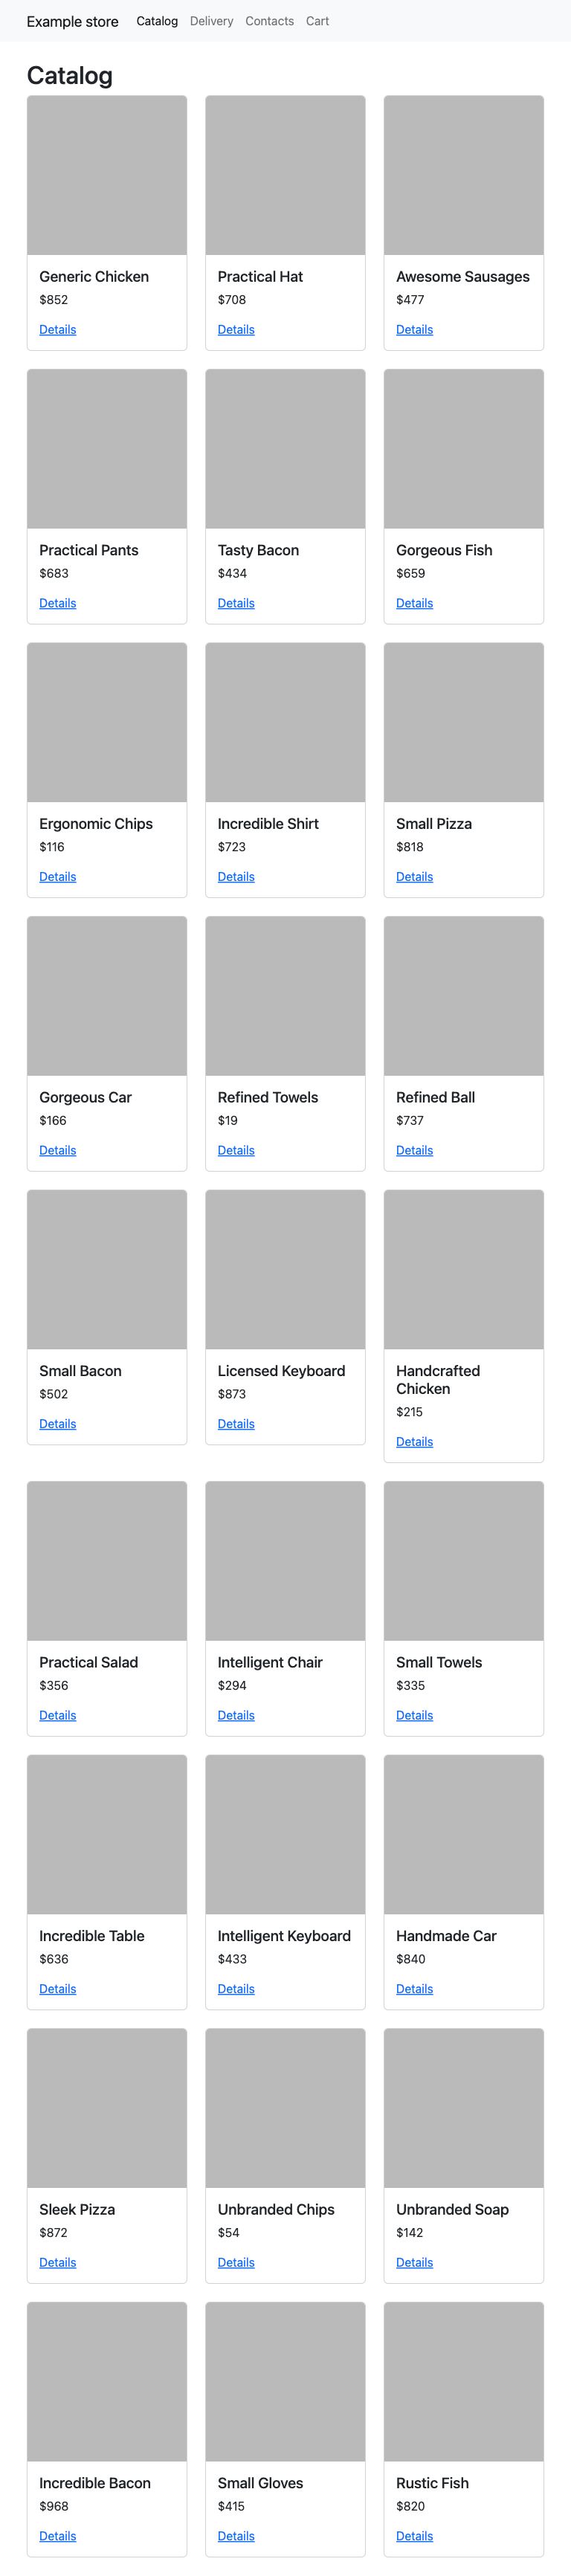 Example store Catalog Delivery Contacts Cart
Catalog
Generic Chicken
$852
Details
Practical Hat
$708
Details
Awesome Sausages
$477
Details
Practical Pants
$683
Details
Tasty Bacon
$434
Details
Gorgeous Fish
$659
Details
Ergonomic Chips
$116
Details
Incredible Shirt
$723
Details
Small Pizza
$818
Details
Gorgeous Car
$166
Details
Refined Towels
$19
Details
Refined Ball
$737
Details
Small Bacon
$502
Details
Licensed Keyboard
$873
Details
Handcrafted
Chicken
$215
Details
Practical Salad
$356
Details
Intelligent Chair
$294
Details
Small Towels
$335
Details
Incredible Table
$636
Details
Intelligent Keyboard
$433
Details
Handmade Car
$840
Details
Sleek Pizza
$872
Details
Unbranded Chips
$54
Details
Unbranded Soap
$142
Details
Incredible Bacon
$968
Details
Small Gloves
$415
Details
Rustic Fish
$820
Details